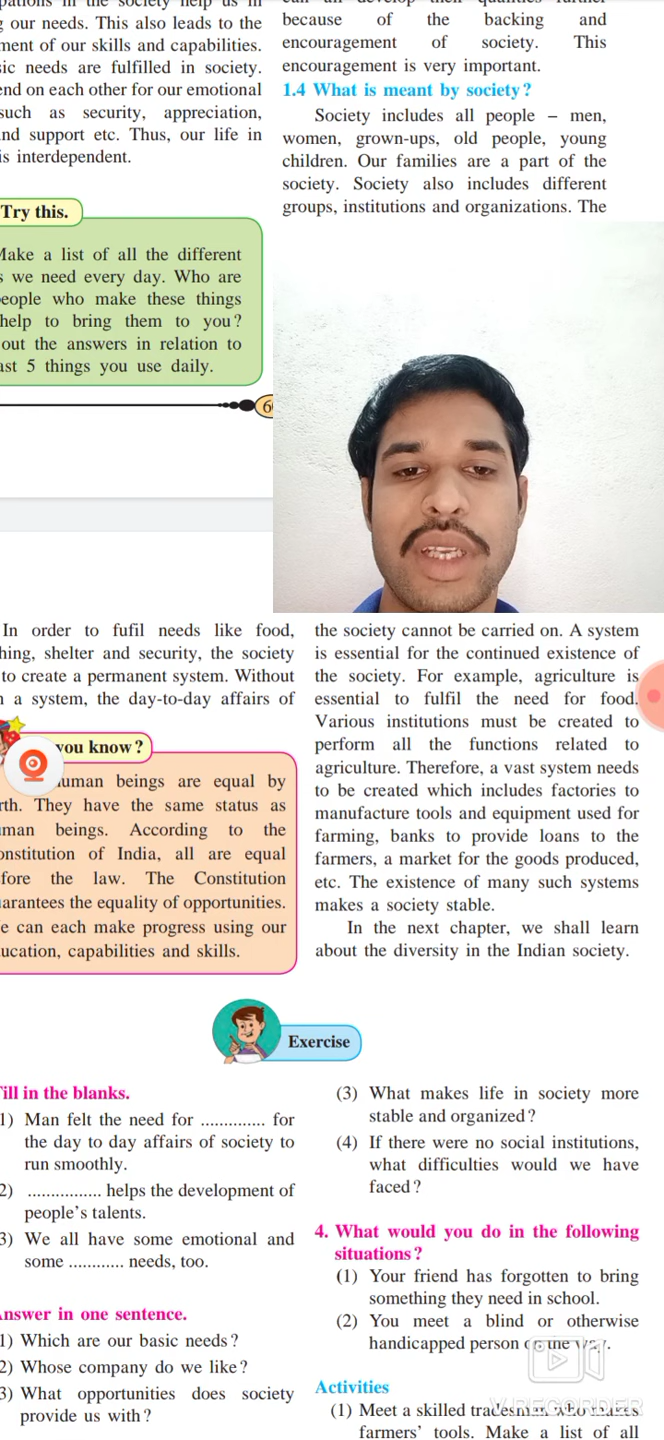 in the society help us in
our needs. This also leads to the
ment of our skills and capabilities.
sic needs are fulfilled in society.
end on each other for our emotional
such as security, appreciation,
nd support etc. Thus, our life in
is interdependent.
Try this.
Make a list of all the different
s we need every day. Who are
eople who make these things
help to bring them to you?
out the answers in relation to
ast 5 things you use daily.
6
because of the backing and
encouragement of society. This
encouragement is very important.
1.4 What is meant by society?
Society includes all people – men,
women, grown-ups, old people, young
children. Our families are a part of the
society. Society also includes different
groups, institutions and organizations. The
In order to fufil needs like food,
hing, shelter and security, the society
to create a permanent system. Without
a system, the day-to-day affairs of
you know?
uman beings are equal by
rth. They have the same status as
man beings. According to the
onstitution of India, all are equal
fore the law. The Constitution
arantees the equality of opportunities.
e can each make progress using our
ucation, capabilities and skills.
the society cannot be carried on. A system
is essential for the continued existence of
the society. For example, agriculture is
essential to fulfil the need for food.
Various institutions must be created to
perform all the functions related to
agriculture. Therefore, a vast system needs
to be created which includes factories to
manufacture tools and equipment used for
farming, banks to provide loans to the
farmers, a market for the goods produced,
etc. The existence of many such systems
makes a society stable.
In the next chapter, we shall learn
about the diversity in the Indian society.
Exercise
ill in the blanks.
1) Man felt the need for .............. for
the day to day affairs of society to
run smoothly.
2) ................ helps the development of
people's talents.
3) We all have some emotional and
some ............ needs, too.
Answer in one sentence.
1) Which are our basic needs?
2) Whose company do we like?
3) What opportunities does society
provide us with?
(3) What makes life in society more
stable and organized?
(4) If there were no social institutions,
what difficulties would we have
faced?
4. What would you do in the following
situations?
(1) Your friend has forgotten to bring
something they need in school.
(2) You meet a blind or otherwise
handicapped person on the way.
Activities
(1) Meet a skilled tradesman who makes
farmers' tools. Make a list of all
V RECORDER